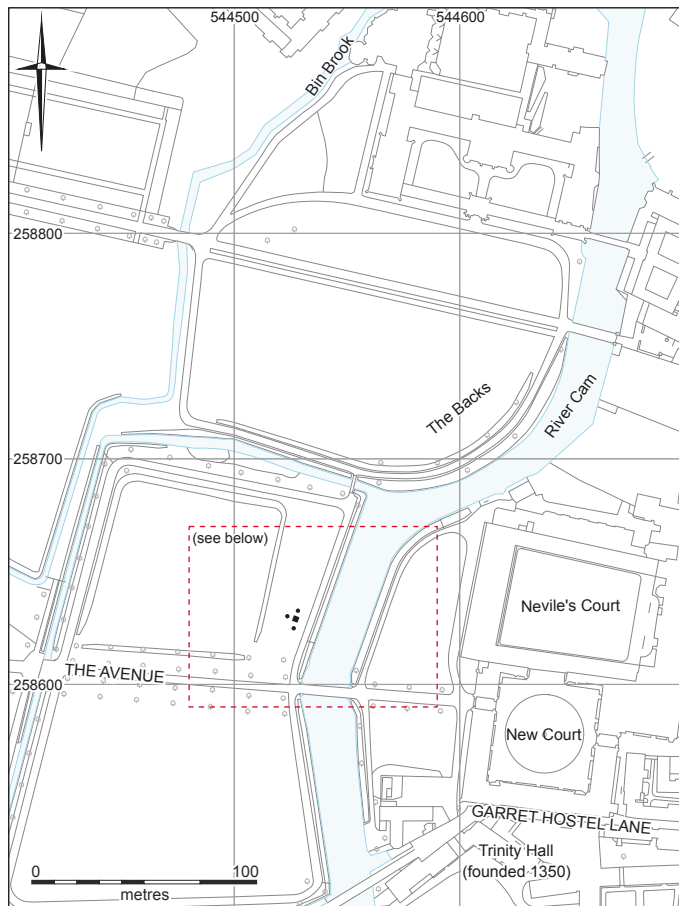 544500
544600
Bin Brook
258800
The Backs
River Cam
258700
(see below)
Nevile's Court
THE AVENUE
258600
New Court
GARRET HOSTEL LANE
Trinity Hall
(founded 1350)
0
100
metres